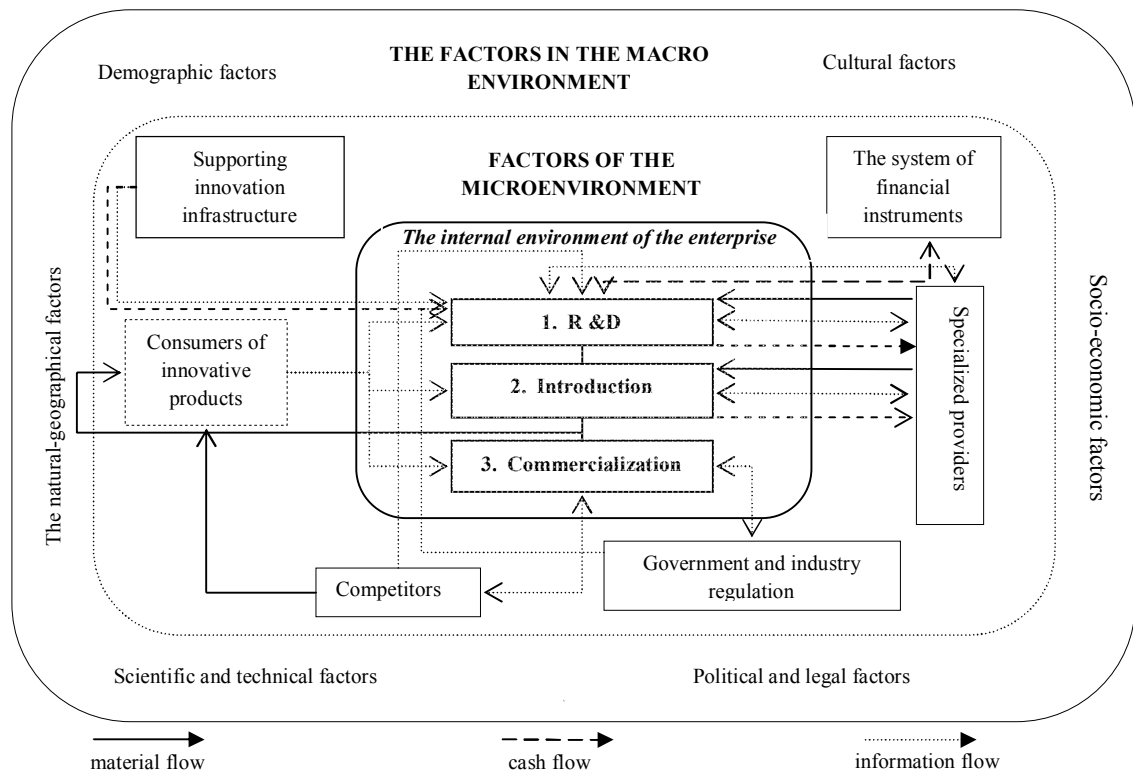 THE FACTORS IN THE MACRO
ENVIRONMENT
Demographic factors
Cultural factors
Supporting
innovation
infrastructure
FACTORS OF THE
MICROENVIRONMENT
The system of
financial
instruments
The internal environment of the enterprise
1. R &D
2. Introduction
3. Commercialization
Consumers of
innovative
products
The natural-geographical factors
Specialized providers
Socio-economic factors
Competitors
Government and industry
regulation
Scientific and technical factors
Political and legal factors
material flow
cash flow
information flow